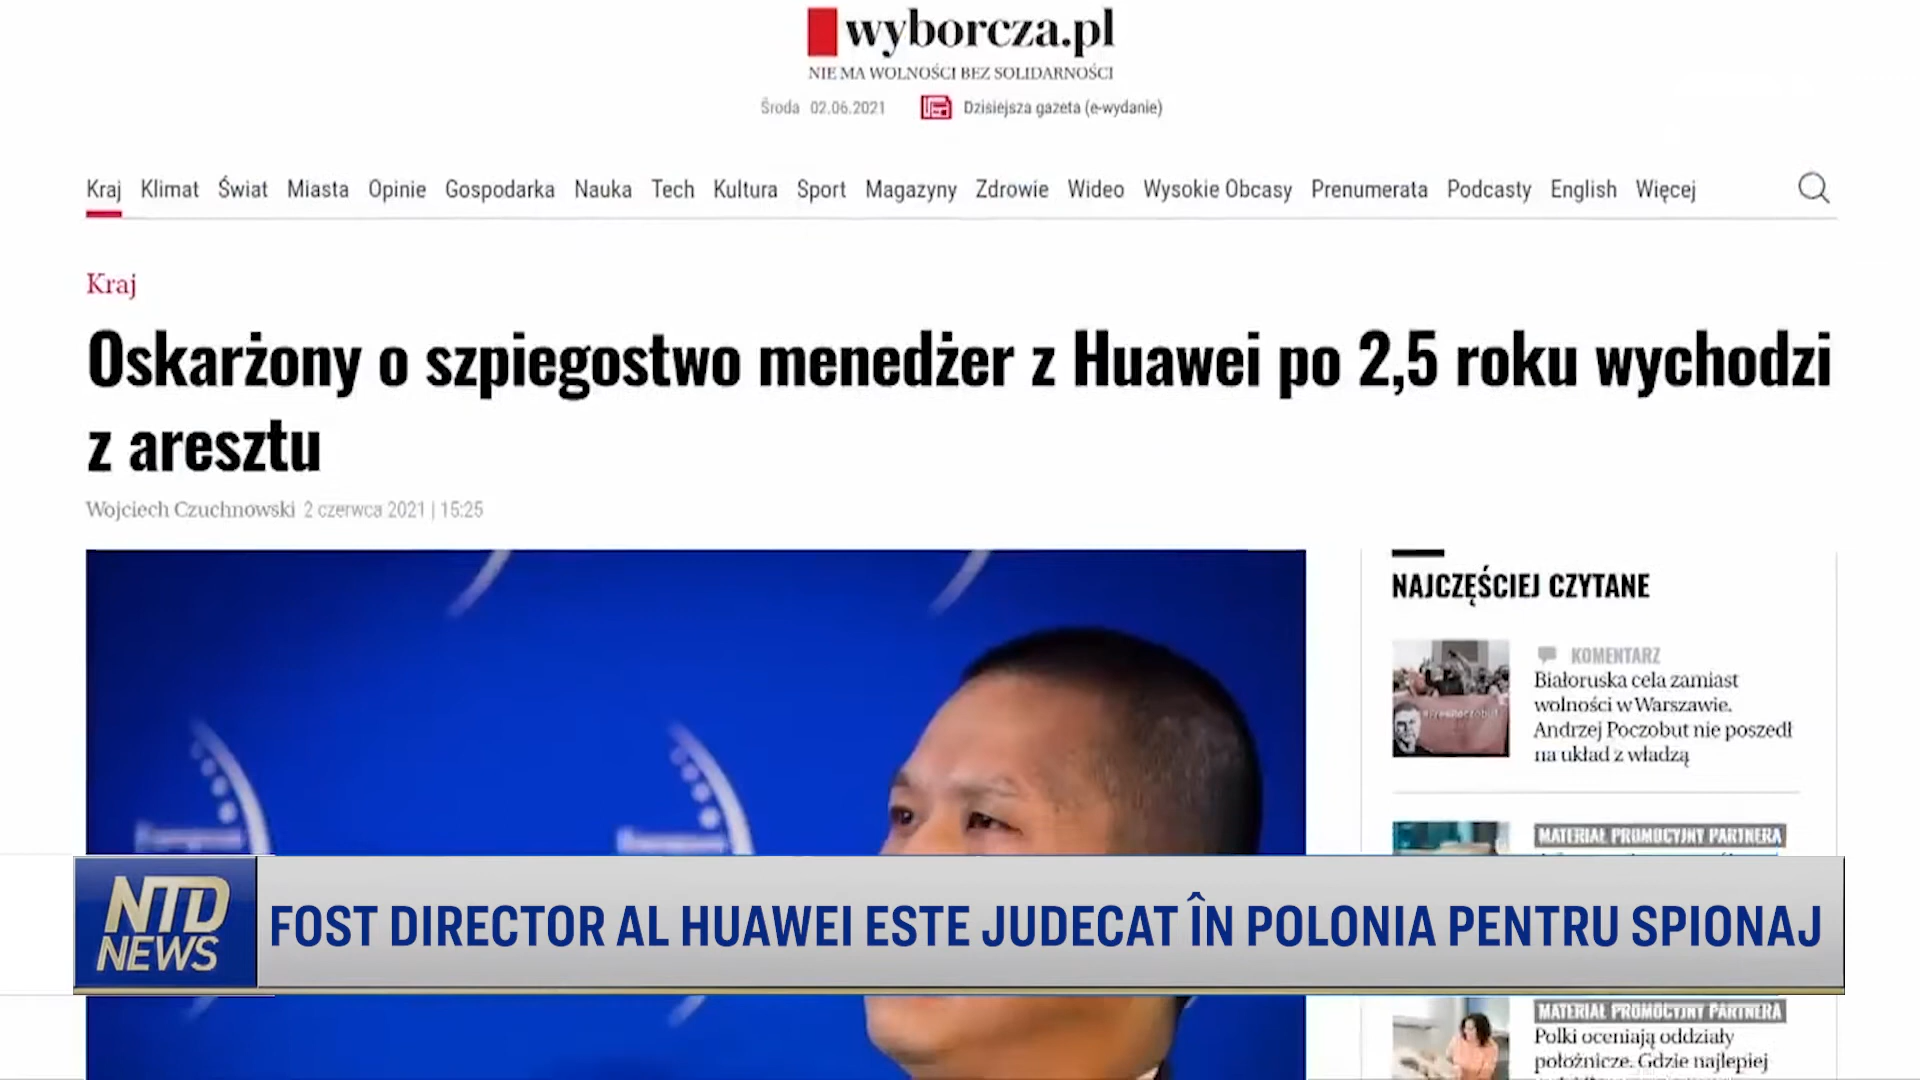 wyborcza.pl
NIE MA WOLNOŚCI BEZ SOLIDARNOŚCI
Środa 02.06.2021 Dzisiejsza gazeta (e-wydanie)
Kraj Klimat Świat Miasta Opinie Gospodarka Nauka Tech Kultura Sport Magazyny Zdrowie Wideo Wysokie Obcasy Prenumerata Podcasty English Więcej
Kraj
Oskarżony o szpiegostwo menedżer z Huawei po 2,5 roku wychodzi
z aresztu
Wojciech Czuchnowski 2 czerwca 2021 | 15:25
NAJCZĘŚCIEJ CZYTANE
KOMENTARZ
Białoruska cela zamiast
wolności w Warszawie.
Andrzej Poczobut nie poszedł
na układ z władzą
MATERIAŁ PROMOCYJNY PARTNERA
NTD
NEWS
FOST DIRECTOR AL HUAWEI ESTE JUDECAT ÎN POLONIA PENTRU SPIONAJ
MATERIAŁ PROMOCYJNY PARTNERA
Polki oceniają oddziały
położnicze. Gdzie najlepiej